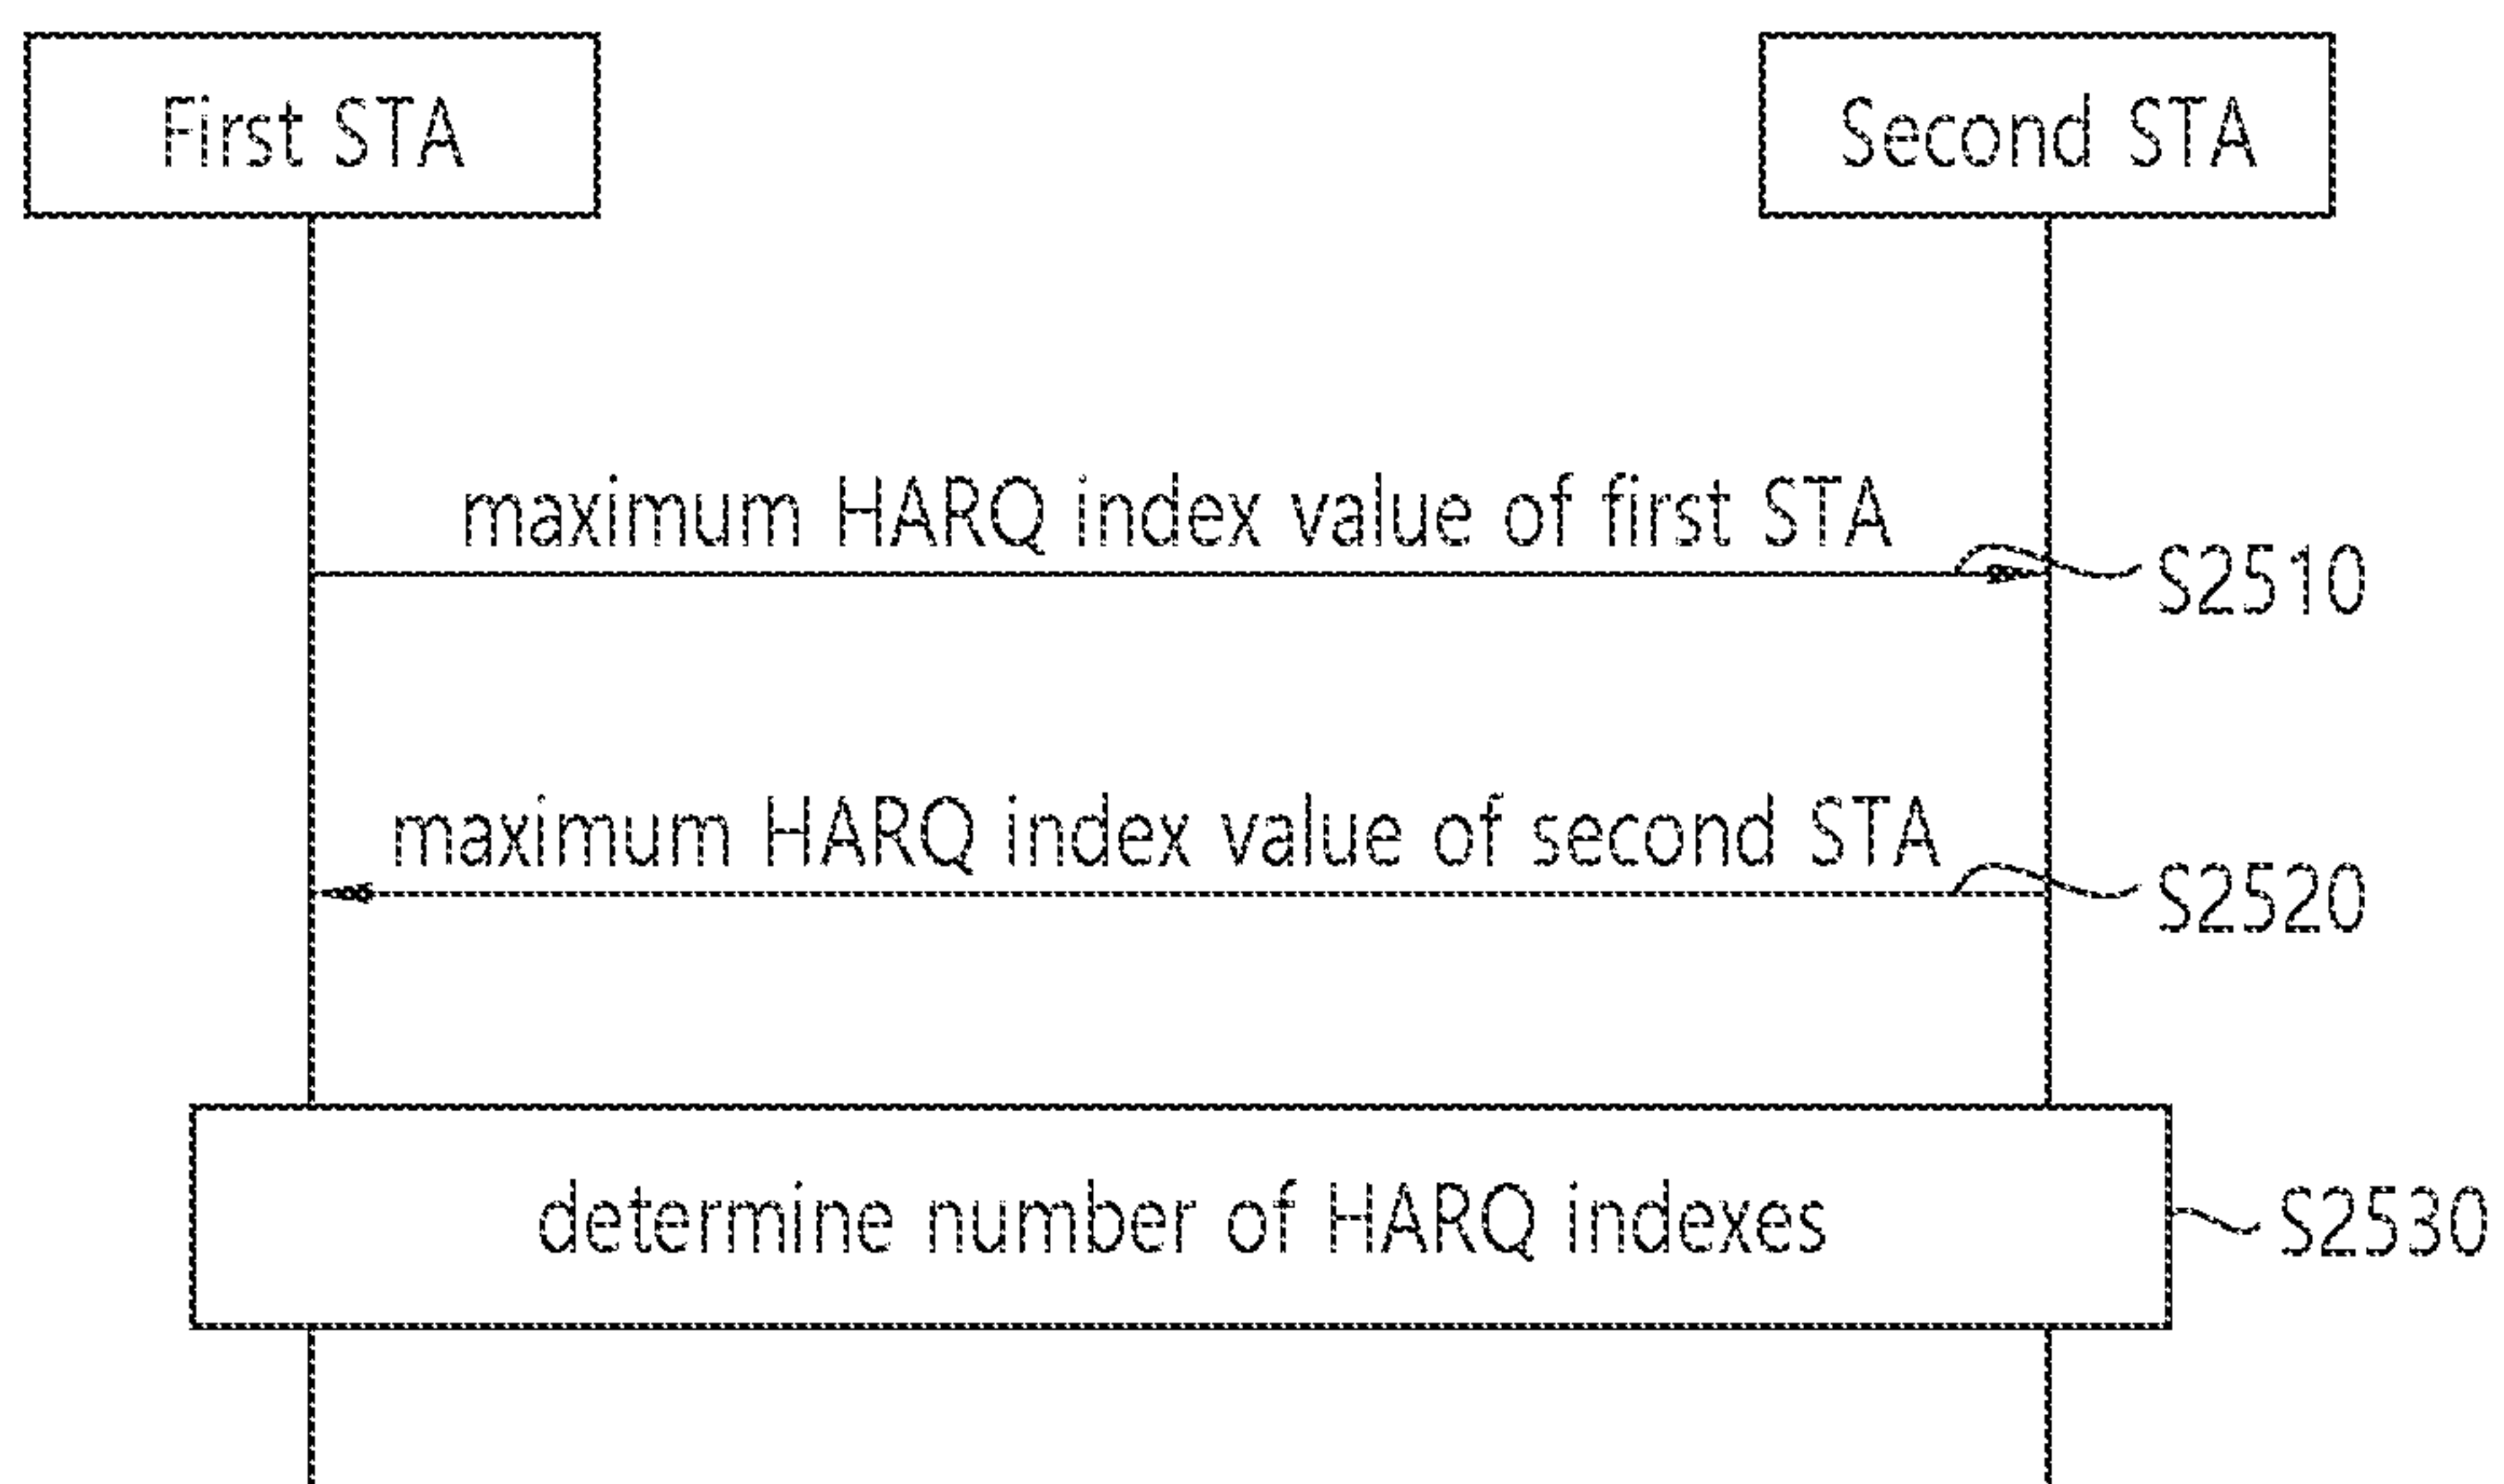 First STA
Second STA
maximum HARQ index value of first STA
S2510
maximum HARQ index value of second STA
S2520
determine number of HARQ indexes
S2530